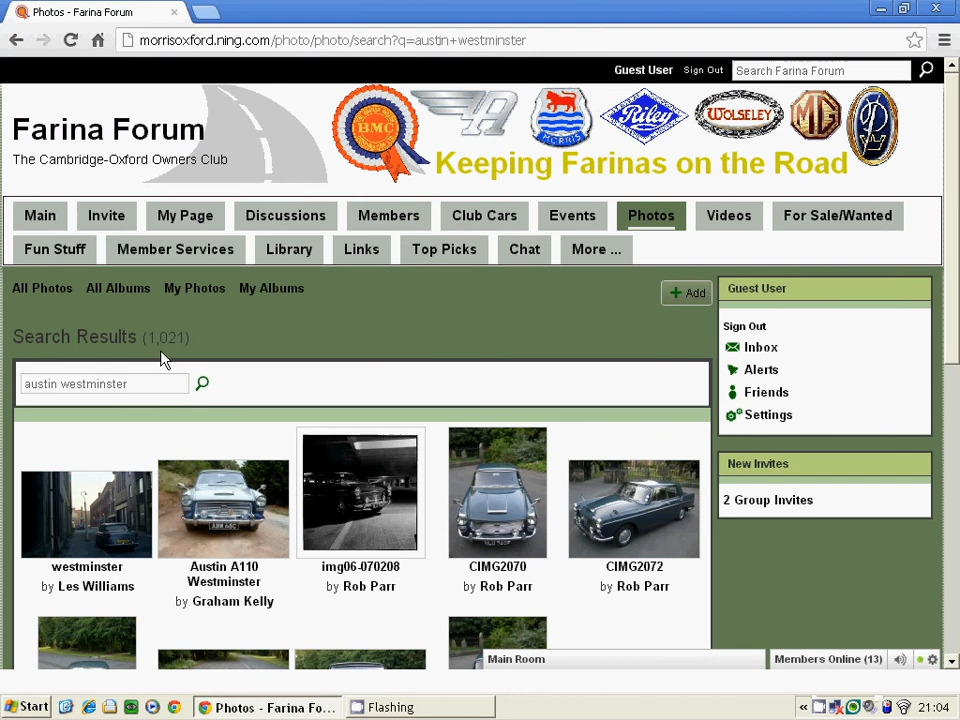 Photos - Farina Forum
morrisoxford.ning.com/photo/photo/search?q=austin+westminster
Guest User Sign Out Search Farina Forum
Farina Forum
The Cambridge-Oxford Owners Club
BMC
MORRIS
Riley
WOLSELEY
MG
Keeping Farinas on the Road
Main Invite My Page Discussions Members Club Cars Events Photos Videos For Sale/Wanted
Fun Stuff Member Services Library Links Top Picks Chat More ...
All Photos All Albums My Photos My Albums
+ Add
Search Results (1,021)
austin westminster
Guest User
Sign Out
Inbox
Alerts
Friends
Settings
New Invites
2 Group Invites
westminster
by Les Williams
Austin A110
Westminster
by Graham Kelly
img06-070208
by Rob Parr
CIMG2070
by Rob Parr
CIMG2072
by Rob Parr
Main Room
Members Online (13)
Start
Photos - Farina Fo...
Flashing
21:04